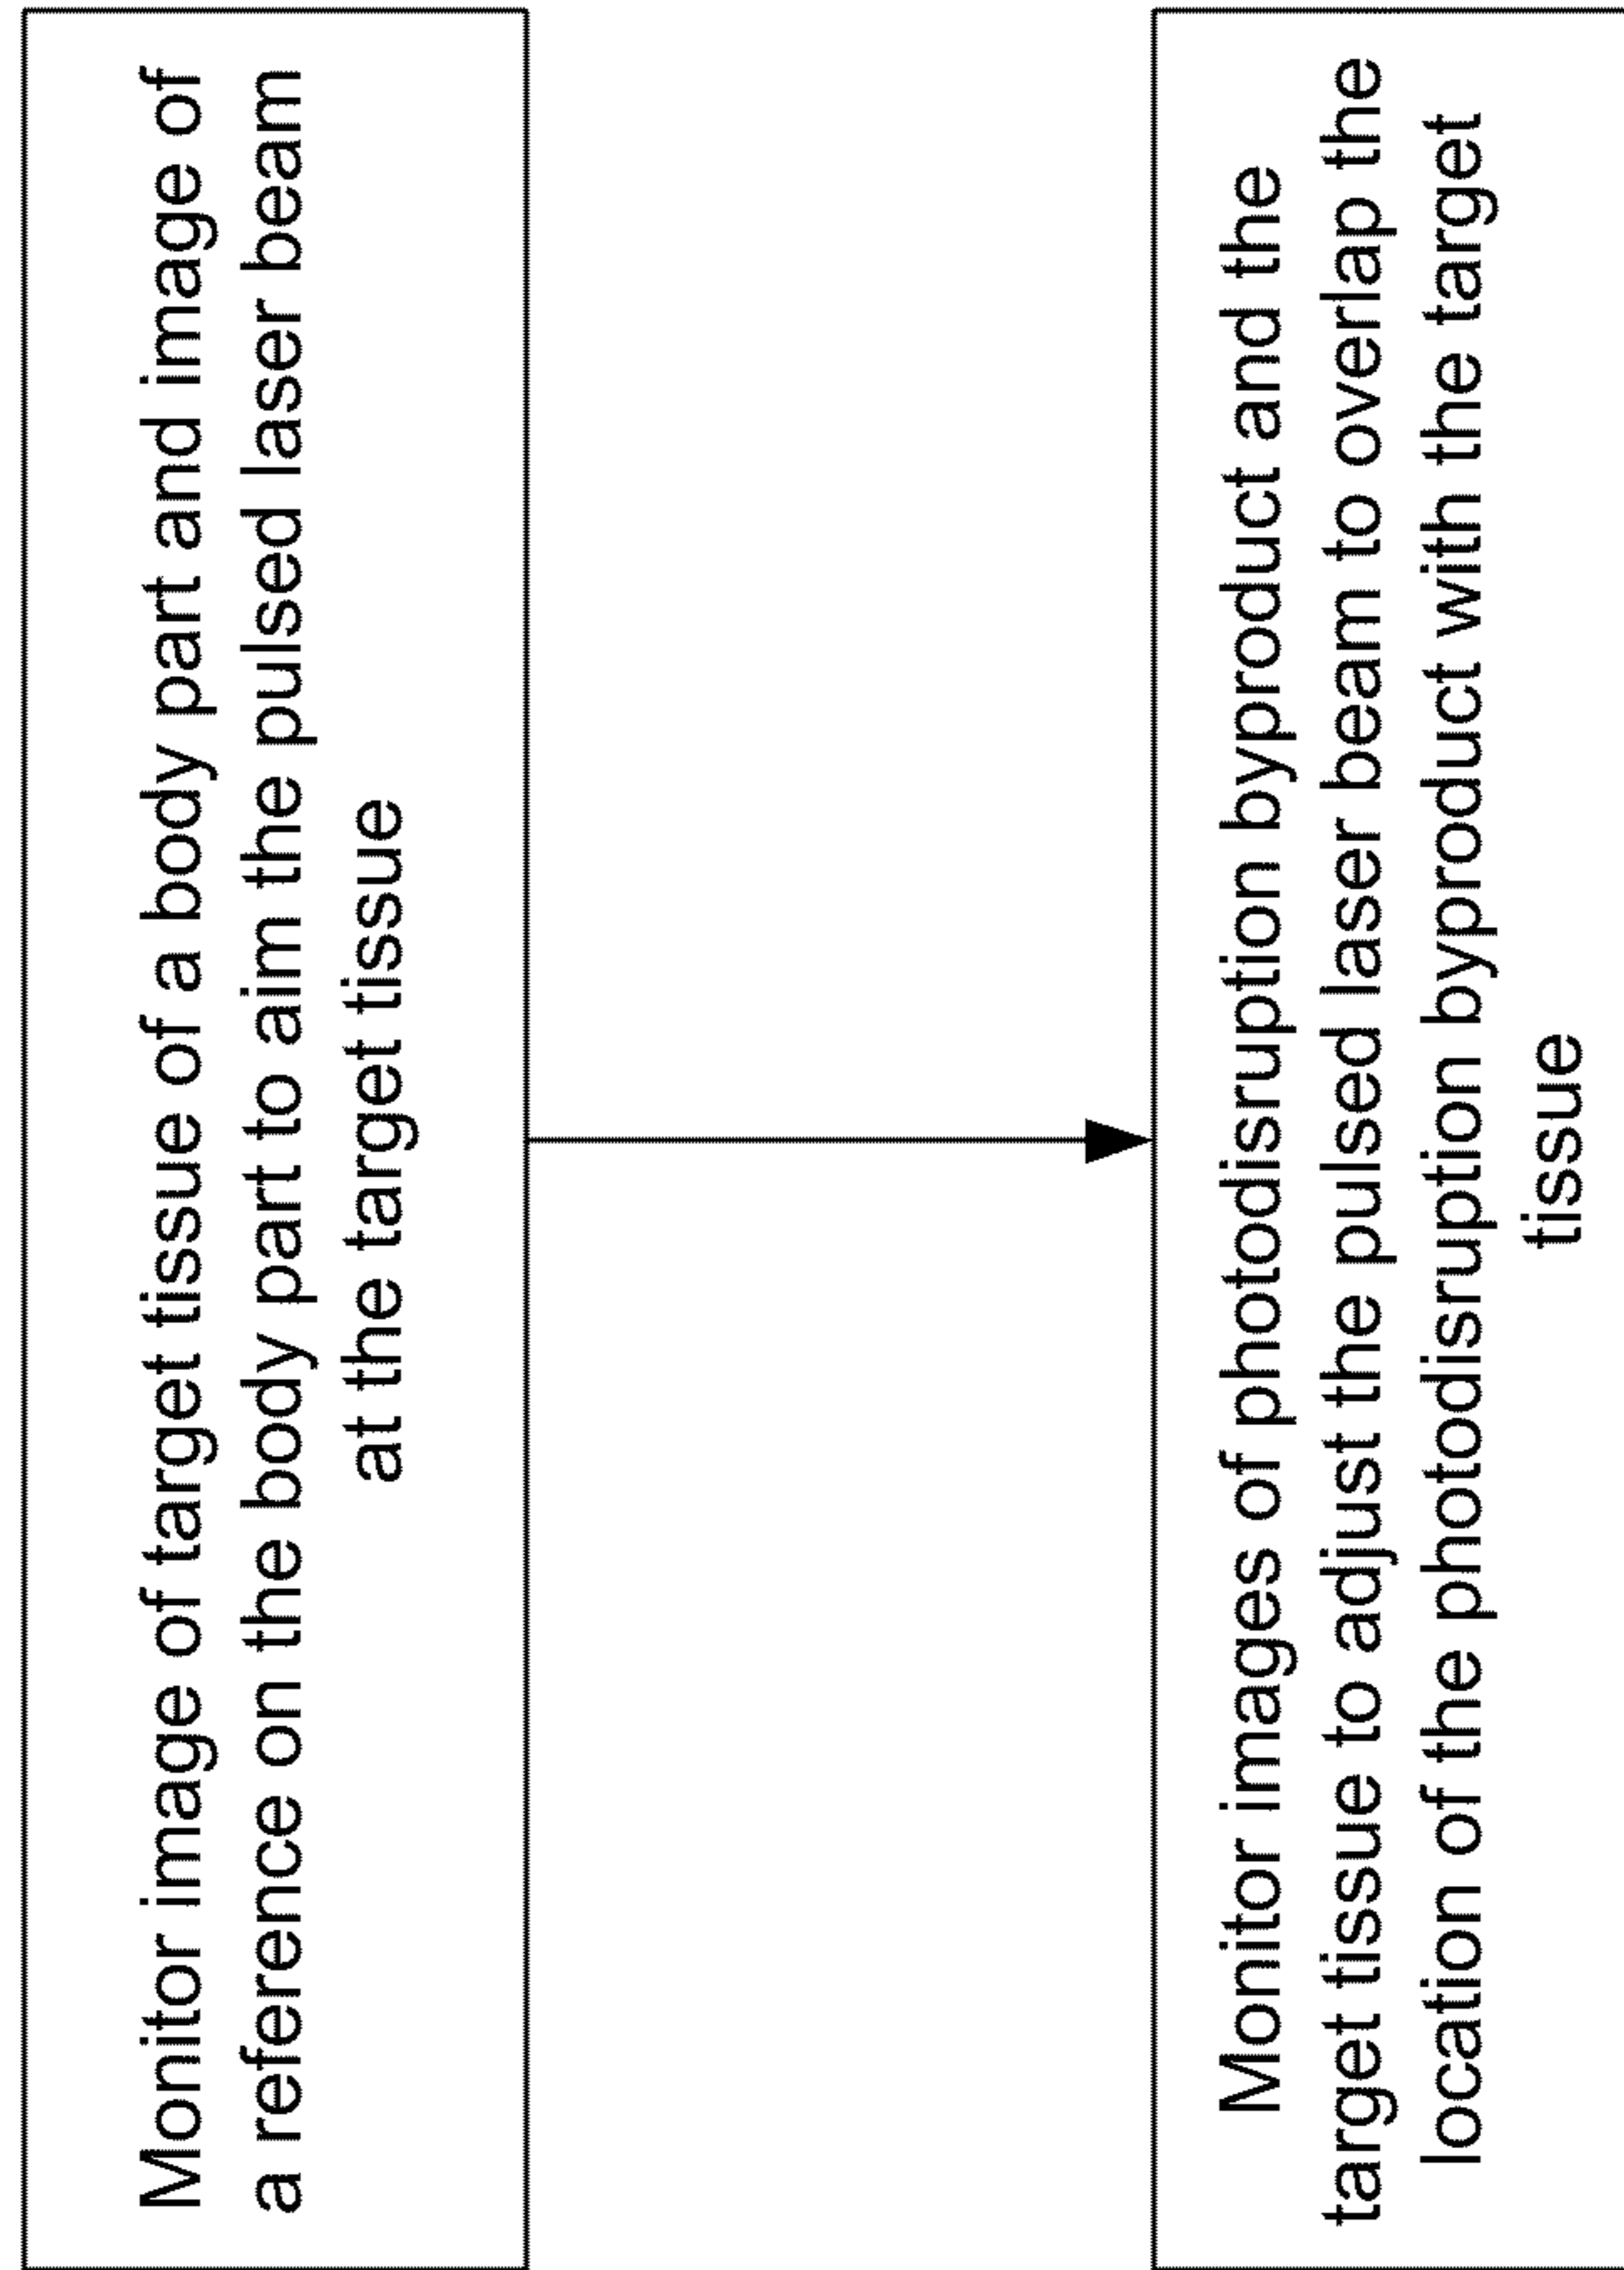 Monitor image of target tissue of a body part and image of
a reference on the body part to aim the pulsed laser beam
at the target tissue
Monitor images of photodisruption byproduct and the
target tissue to adjust the pulsed laser beam to overlap the
location of the photodisruption byproduct with the target
tissue